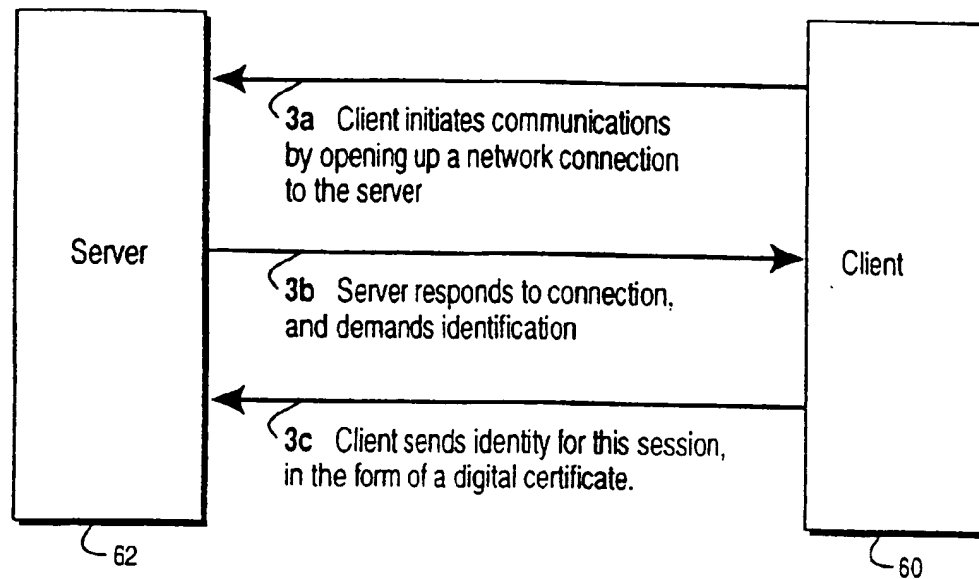 3a Client initiates communications
by opening up a network connection
to the server
Server
Client
3b Server responds to connection,
and demands identification
3c Client sends identity for this session,
in the form of a digital certificate.
62
60